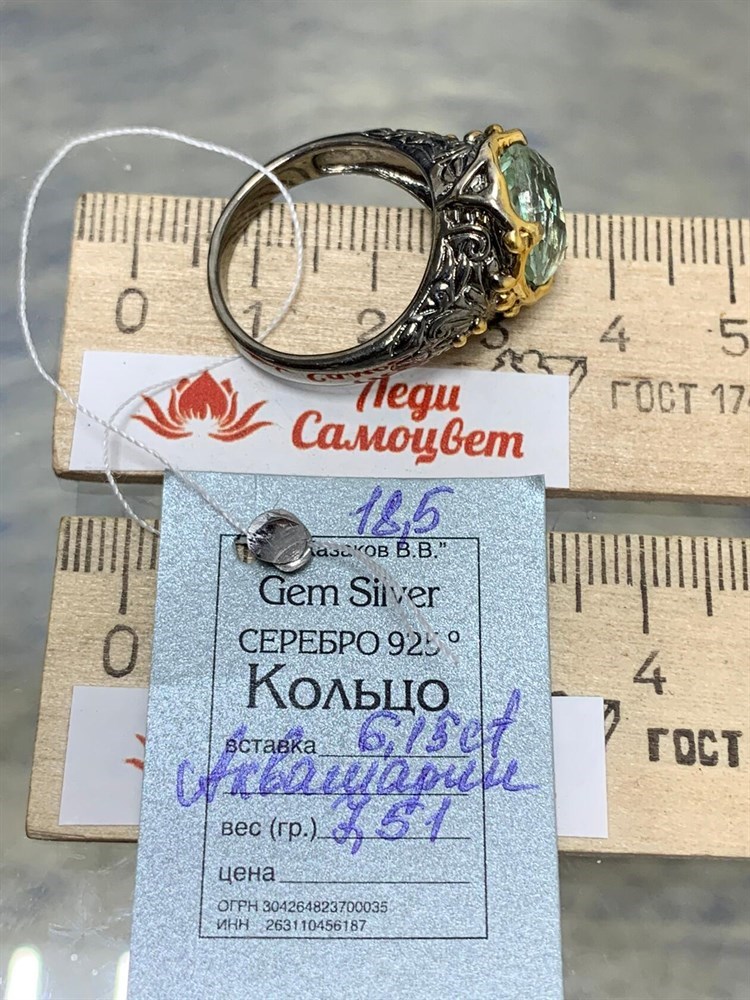 0 1 2 3 4 5
ГОСТ 17
Леди
Самоцвет
18,5
Казаков В.В."
Gem Silver
СЕРЕБРО 925°
Кольцо
вставка 6,15ct
Аквамарин
вес (гр.) 7,51
цена
ОГРН 304264823700035
ИНН 263110456187
0 4
ГОСТ